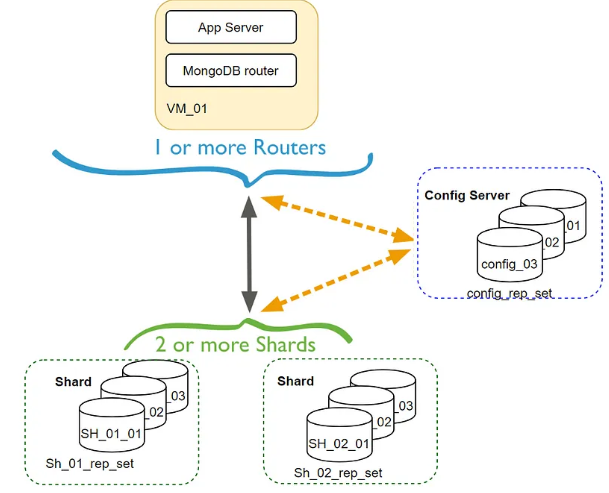 App Server
MongoDB router
VM_01
1 or more Routers
Config Server
_01
_02
config_03
config_rep_set
2 or more Shards
Shard
_03
_02
SH_01_01
Sh_01_rep_set
Shard
_03
_02
SH_02_01
Sh_02_rep_set